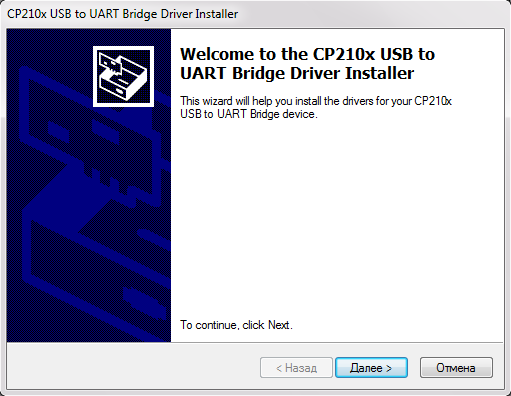 CP210x USB to UART Bridge Driver Installer
Welcome to the CP210x USB to
UART Bridge Driver Installer
This wizard will help you install the drivers for your CP210x
USB to UART Bridge device.
To continue, click Next.
< Назад
Далее >
Отмена